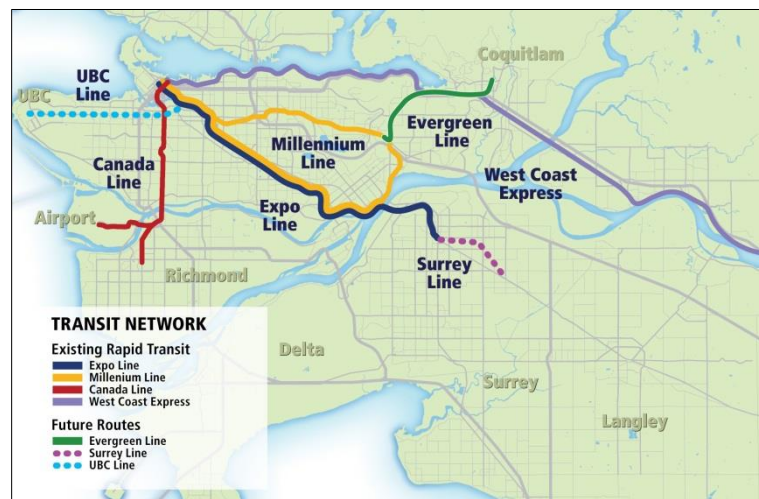 Coquitlam
UBC
Line
UBC
Evergreen
Line
Millennium
Line
Canada
Line
West Coast
Express
Expo
Line
Airport
Surrey
Line
Richmond
TRANSIT NETWORK
Existing Rapid Transit
Expo Line
Millenium Line
Canada Line
West Coast Express
Future Routes
Evergreen Line
Surrey Line
UBC Line
Delta
Surrey
Langley